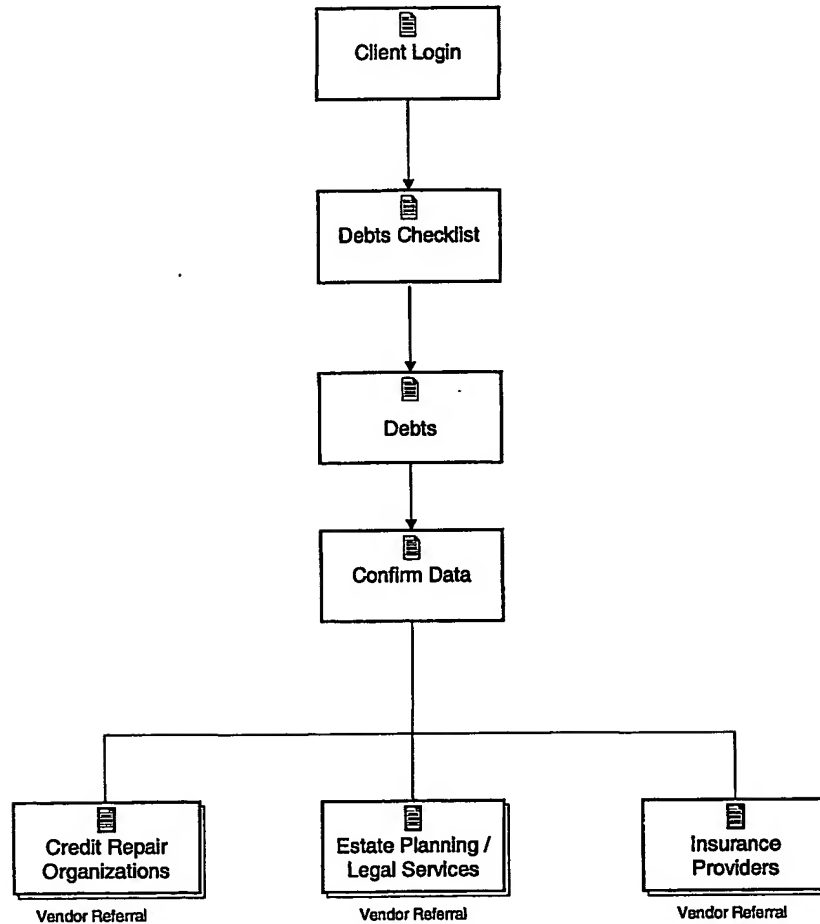 Client Login
Debts Checklist
Debts
Confirm Data
Credit Repair
Organizations
Estate Planning /
Legal Services
Insurance
Providers
Vendor Referral
Vendor Referral
Vendor Referral